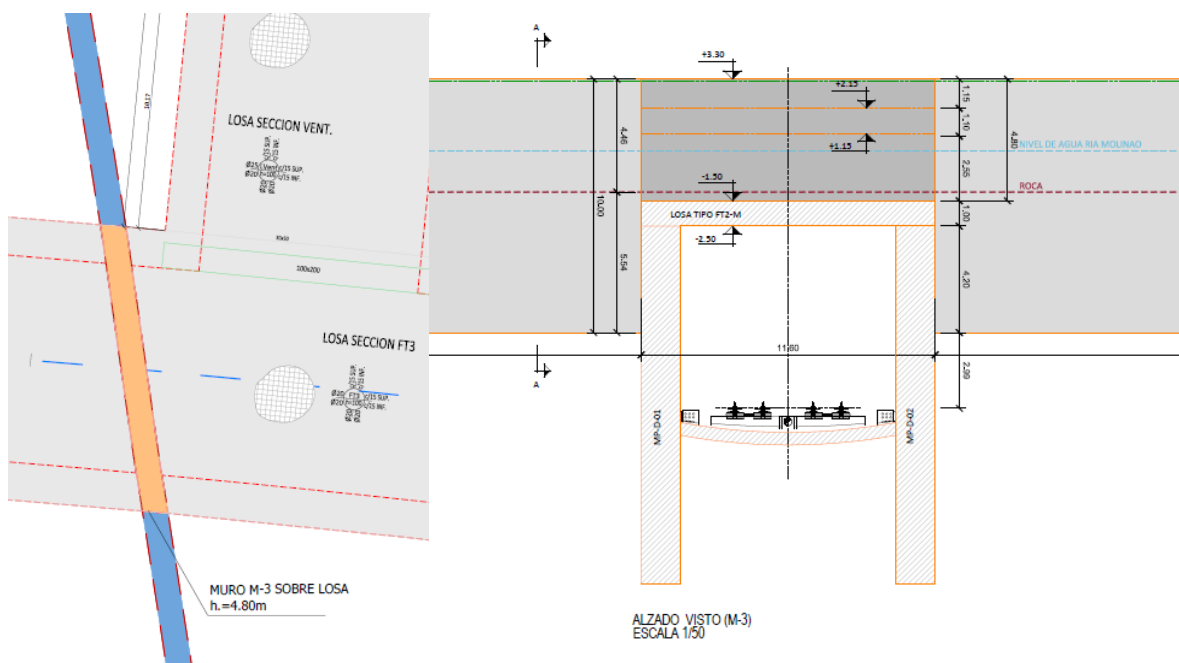 10.17
LOSA SECCION VENT.
100x200
LOSA SECCION FT3
MURO M-3 SOBRE LOSA
h.=4.80m
A
+3.30
+2.15
1.15
1.10
4.46
4.80
NIVEL DE AGUA RIA MOLINAO
+1.15
2.55
-1.50
ROCA
10.00
LOSA TIPO FT2-M
1.00
-2.50
5.54
4.20
11.80
A
2.99
MP-D-01
MP-D-02
ALZADO VISTO (M-3)
ESCALA 1/50